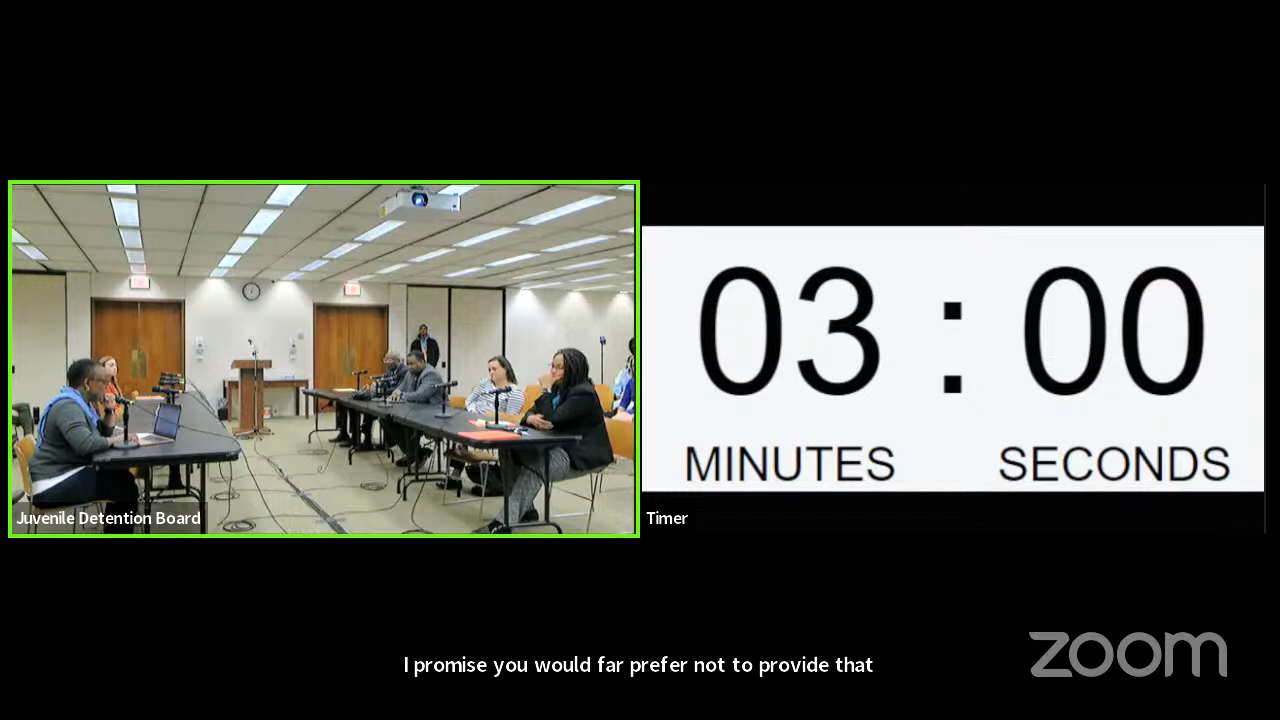 03 : 00
MINUTES SECONDS
Juvenile Detention Board
Timer
I promise you would far prefer not to provide that
zoom